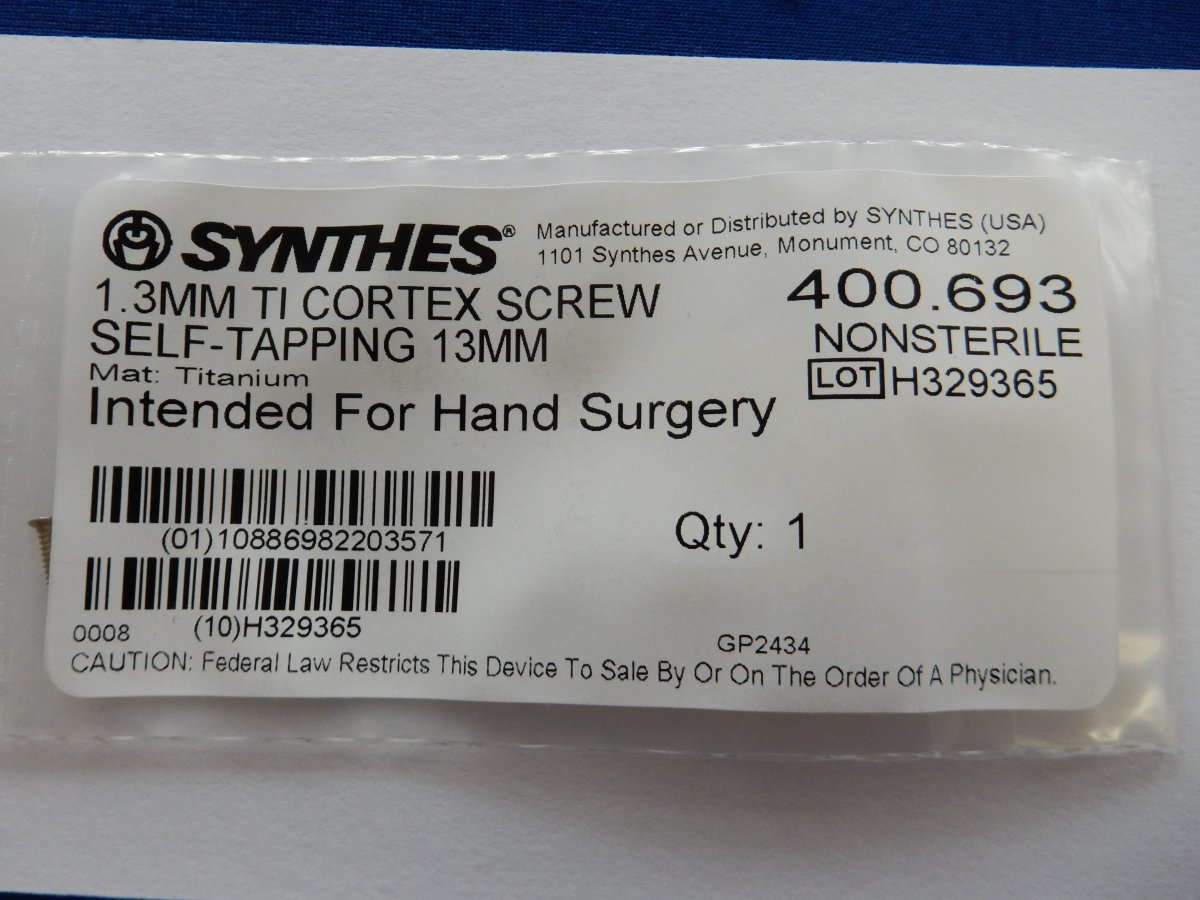 SYNTHES®
Manufactured or Distributed by SYNTHES (USA)
1101 Synthes Avenue, Monument, CO 80132
1.3MM TI CORTEX SCREW
SELF-TAPPING 13MM
400.693
NONSTERILE
LOT H329365
Mat: Titanium
Intended For Hand Surgery
(01)10886982203571
Qty: 1
(10)H329365
0008
GP2434
CAUTION: Federal Law Restricts This Device To Sale By Or On The Order Of A Physician.